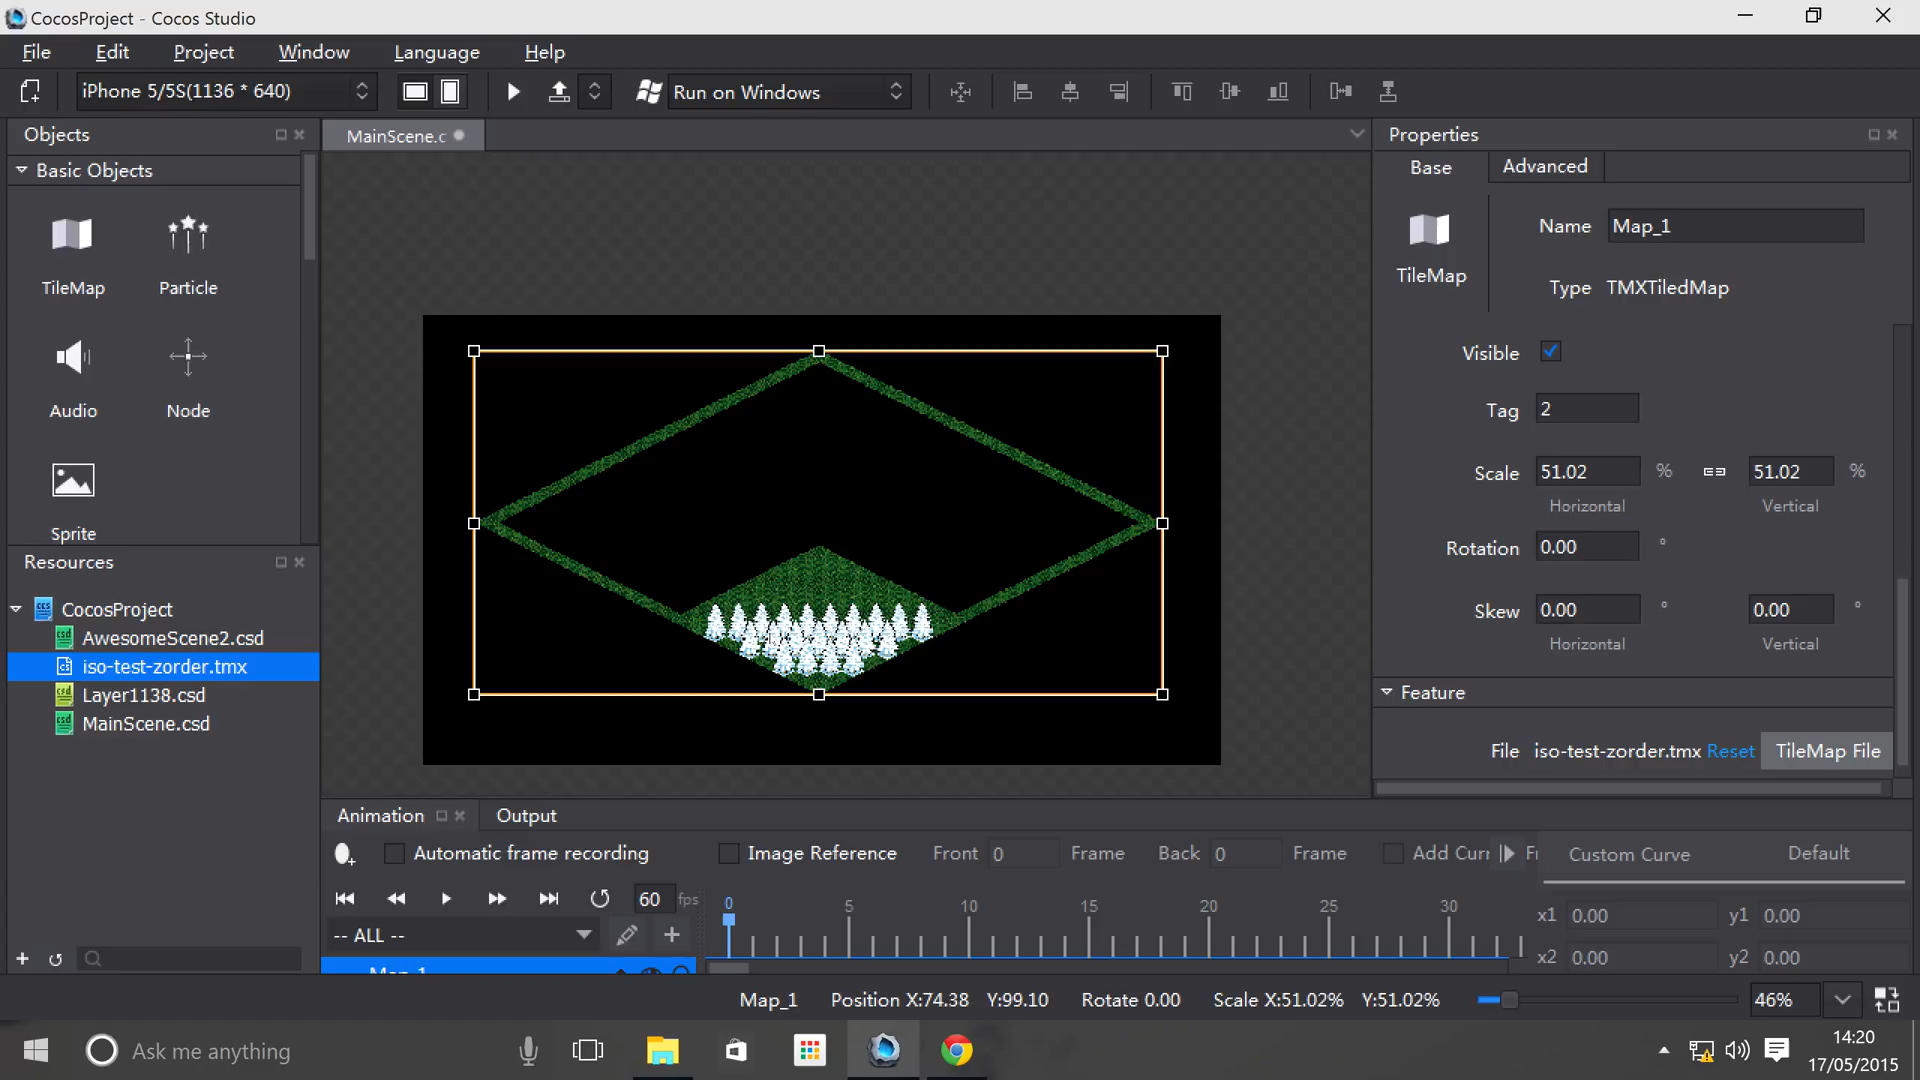 CocosProject - Cocos Studio
File Edit Project Window Language Help
iPhone 5/5S(1136 * 640)
Run on Windows
Objects
MainScene.c
Properties
Basic Objects
Base Advanced
TileMap
Particle
Audio
Node
Sprite
TileMap
Name Map_1
Type TMXTiledMap
Visible
Tag 2
Scale 51.02 % 51.02 %
Horizontal Vertical
Rotation 0.00 °
Skew 0.00 ° 0.00 °
Horizontal Vertical
Feature
File iso-test-zorder.tmx Reset TileMap File
Resources
CocosProject
csd AwesomeScene2.csd
iso-test-zorder.tmx
csd Layer1138.csd
csd MainScene.csd
Animation Output
Automatic frame recording Image Reference Front 0 Frame Back 0 Frame Add Curr
Custom Curve Default
60 fps
0 5 10 15 20 25 30
x1 0.00 y1 0.00
x2 0.00 y2 0.00
-- ALL --
Map_1
Map_1 Position X:74.38 Y:99.10 Rotate 0.00 Scale X:51.02% Y:51.02% 46%
Ask me anything
14:20
17/05/2015